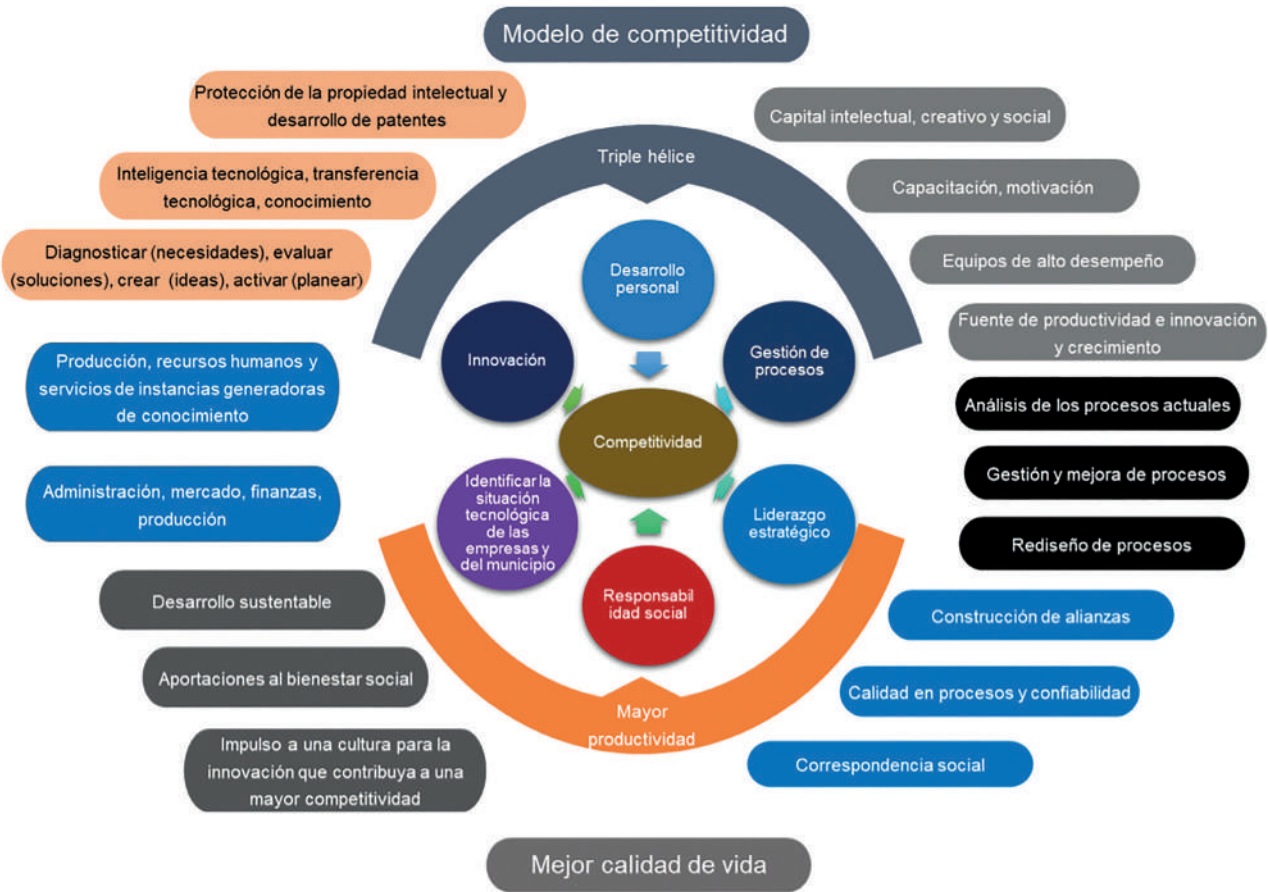 Modelo de competitividad
Protección de la propiedad intelectual y
desarrollo de patentes
Inteligencia tecnológica, transferencia
tecnológica, conocimiento
Diagnosticar (necesidades), evaluar
(soluciones), crear (ideas), activar (planear)
Producción, recursos humanos y
servicios de instancias generadoras
de conocimiento
Administración, mercado, finanzas,
producción
Desarrollo sustentable
Aportaciones al bienestar social
Impulso a una cultura para la
innovación que contribuya a una
mayor competitividad
Triple hélice
Desarrollo
personal
Innovación
Gestión de
procesos
Competitividad
Identificar la
situación
tecnológica
de las
empresas y
del municipio
Liderazgo
estratégico
Responsabil
idad social
Mayor
productividad
Capital intelectual, creativo y social
Capacitación, motivación
Equipos de alto desempeño
Fuente de productividad e innovación
y crecimiento
Análisis de los procesos actuales
Gestión y mejora de procesos
Rediseño de procesos
Construcción de alianzas
Calidad en procesos y confiabilidad
Correspondencia social
Mejor calidad de vida